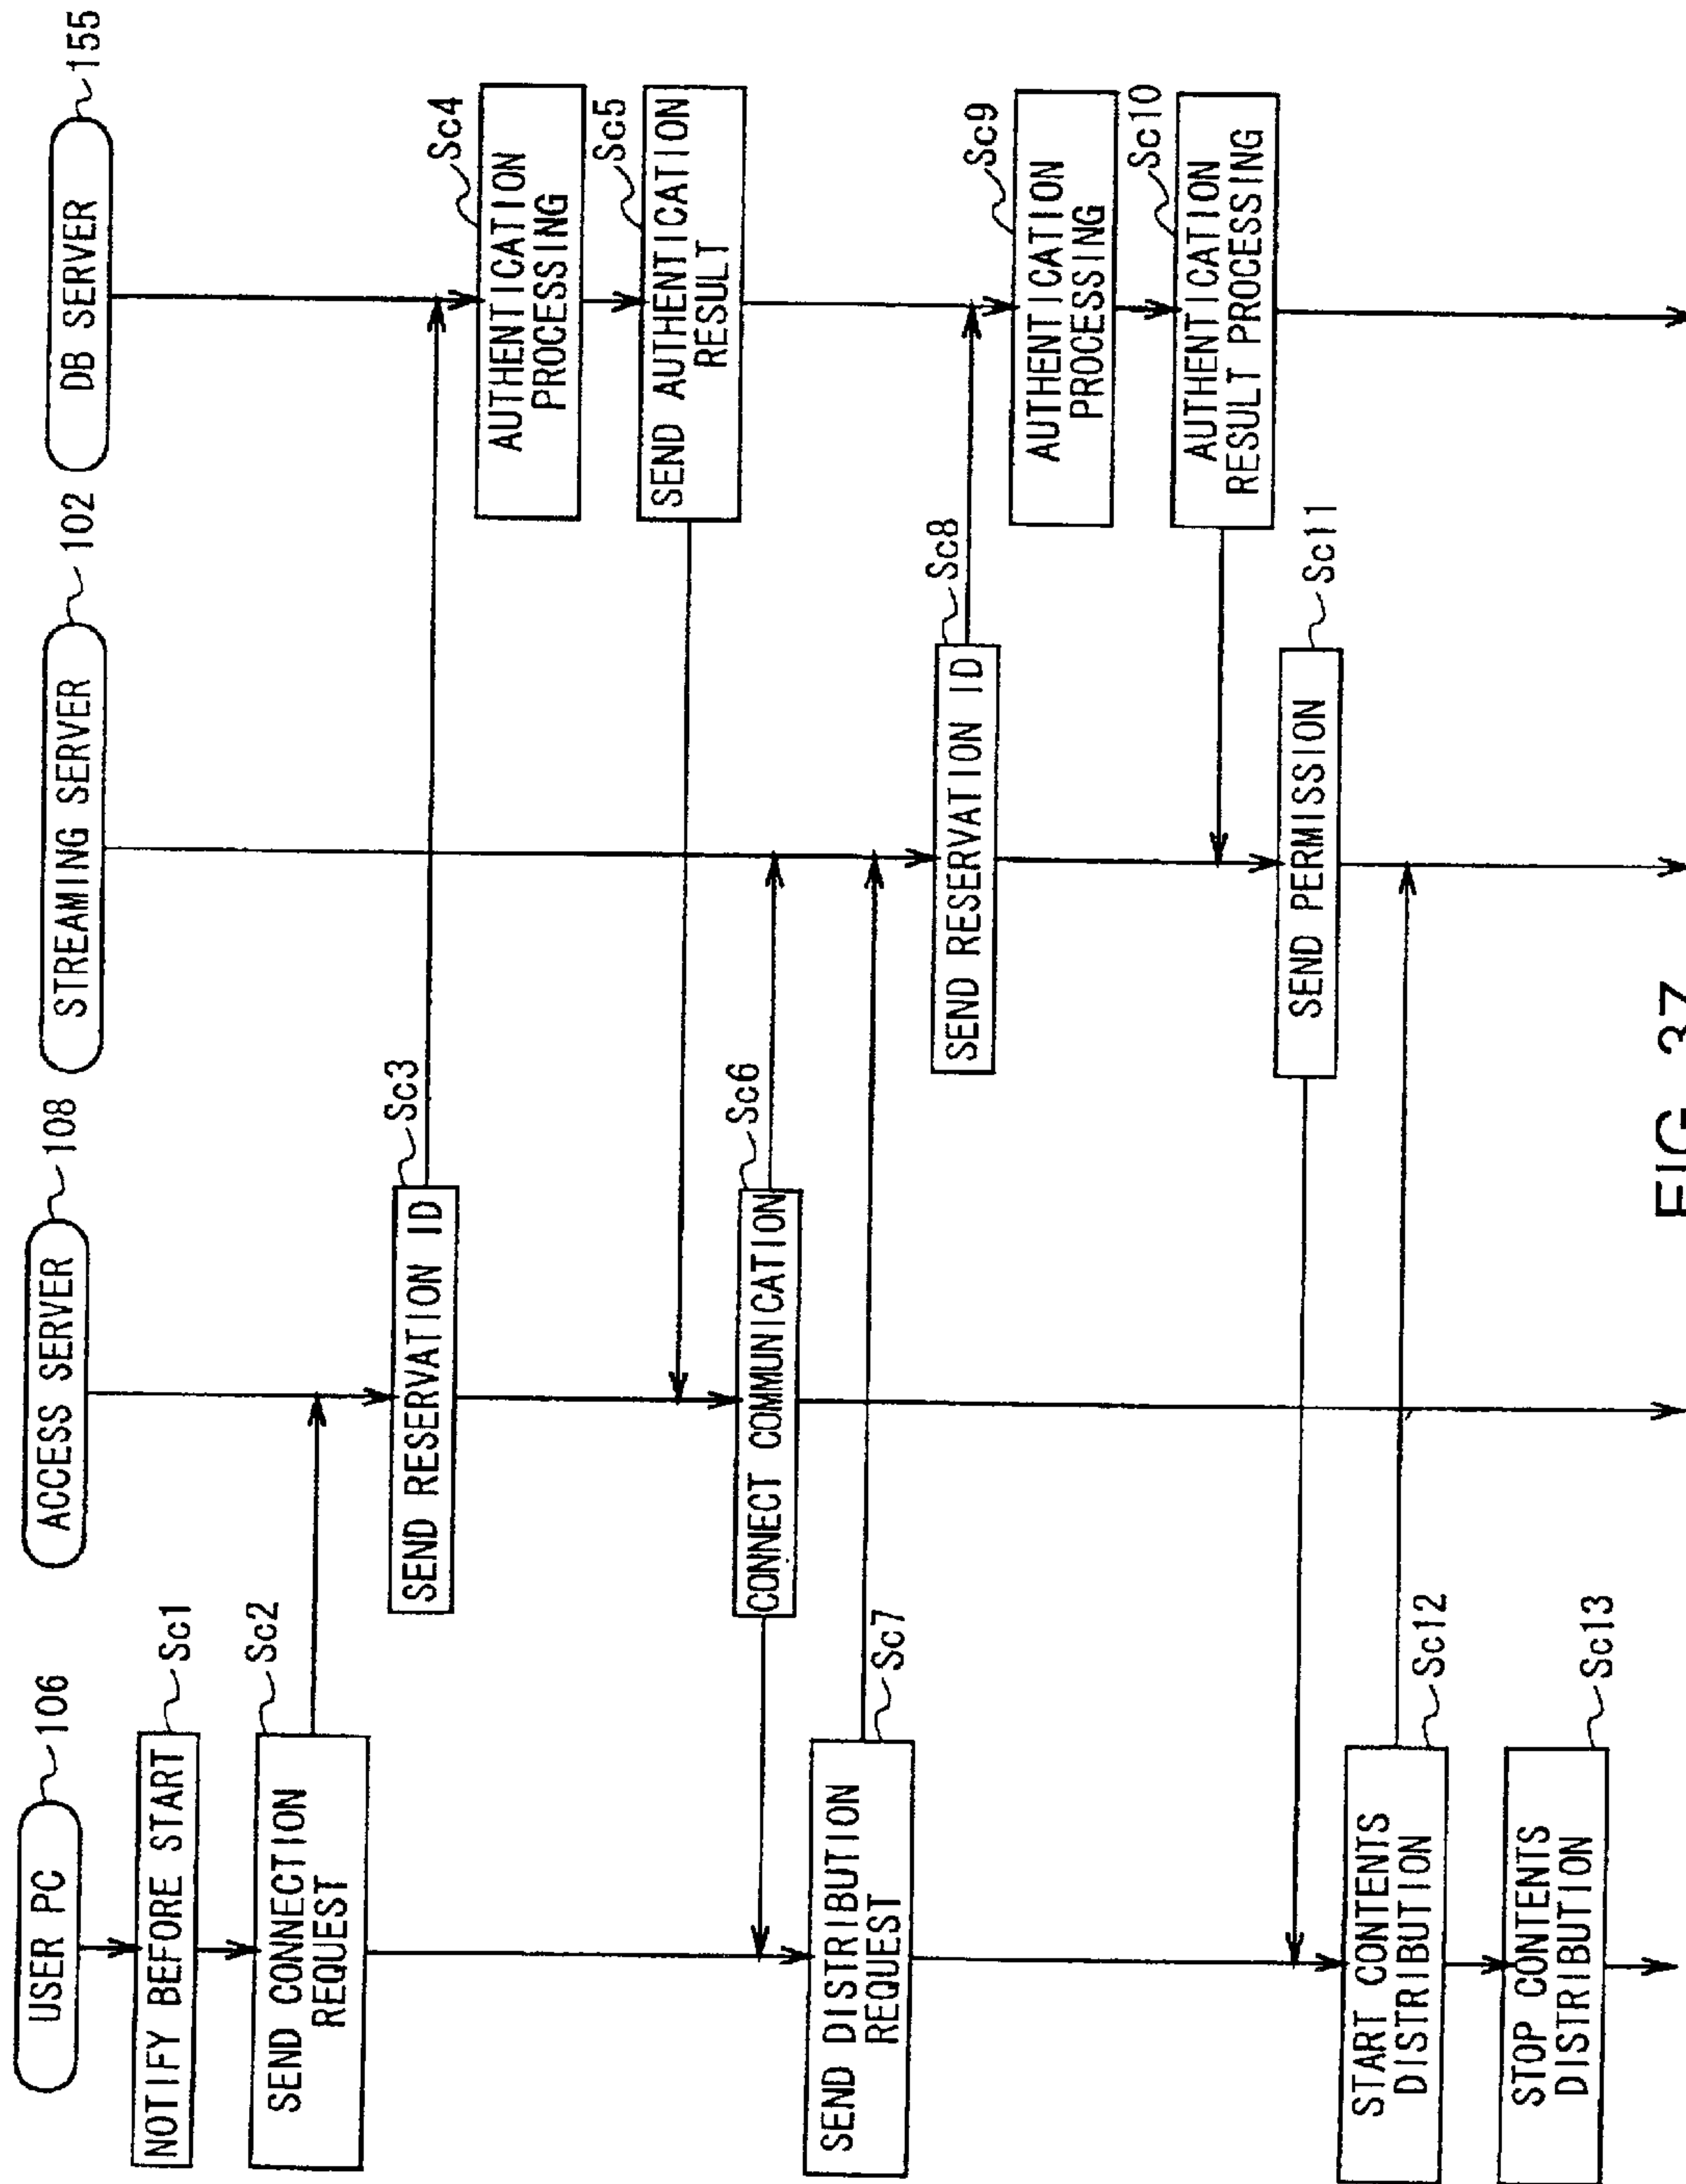 USER PC
106
ACCESS SERVER
108
STREAMING SERVER
102
DB SERVER
155
NOTIFY BEFORE START
Sc1
SEND CONNECTION
REQUEST
Sc2
SEND RESERVATION ID
Sc3
AUTHENTICATION
PROCESSING
Sc4
SEND AUTHENTICATION
RESULT
Sc5
CONNECT COMMUNICATION
Sc6
SEND DISTRIBUTION
REQUEST
Sc7
SEND RESERVATION ID
Sc8
AUTHENTICATION
PROCESSING
Sc9
AUTHENTICATION
RESULT PROCESSING
Sc10
SEND PERMISSION
Sc11
START CONTENTS
DISTRIBUTION
Sc12
STOP CONTENTS
DISTRIBUTION
Sc13
FIG. 37